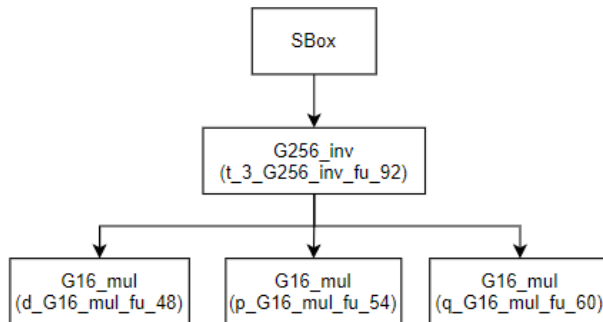 SBox
G256_inv
(t_3_G256_inv_fu_92)
G16_mul
(d_G16_mul_fu_48)
G16_mul
(p_G16_mul_fu_54)
G16_mul
(q_G16_mul_fu_60)